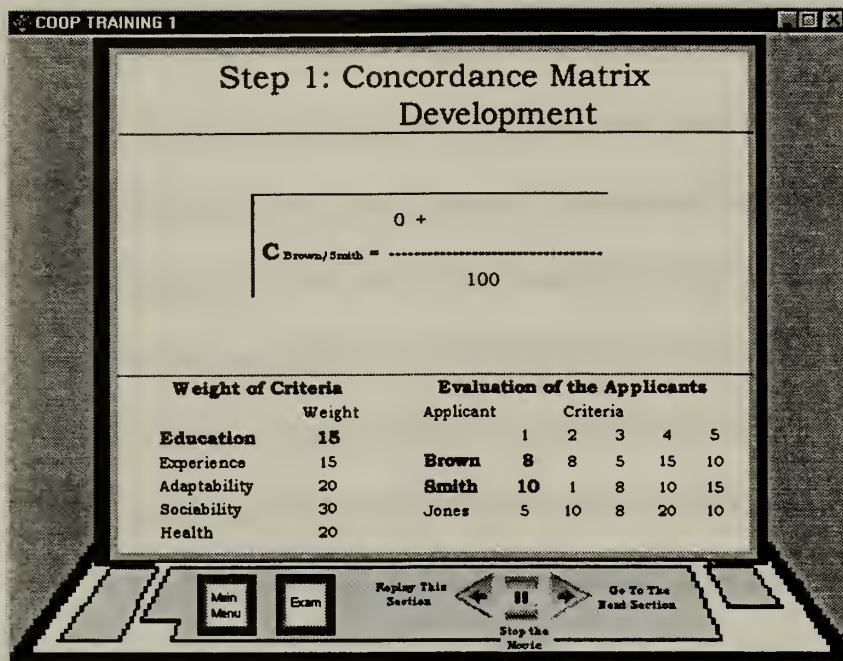 COOP TRAINING 1
Step 1: Concordance Matrix
Development
0 +
C Brown/Smith =
100
Weight of Criteria
Weight
Education 15
Experience 15
Adaptability 20
Sociability 30
Health 20
Evaluation of the Applicants
Applicant Criteria
1 2 3 4 5
Brown 8 8 5 15 10
Smith 10 1 8 10 15
Jones 5 10 8 20 10
Main
Menu
Exam
Replay This
Section
Stop the
Movie
Go To The
Next Section